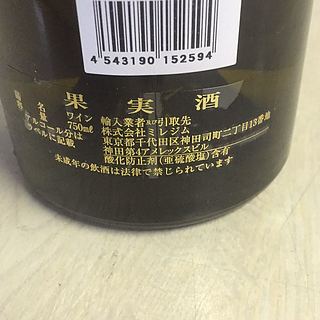 4 543190 152594
果実酒
品名 ワイン
容量 750ml
アルコール分は
ラベルに記載
輸入業者及び引取先
株式会社ミレジム
東京都千代田区神田司町二丁目13番地
神田第4アメレックスビル
酸化防止剤(亜硫酸塩)含有
未成年の飲酒は法律で禁じられています